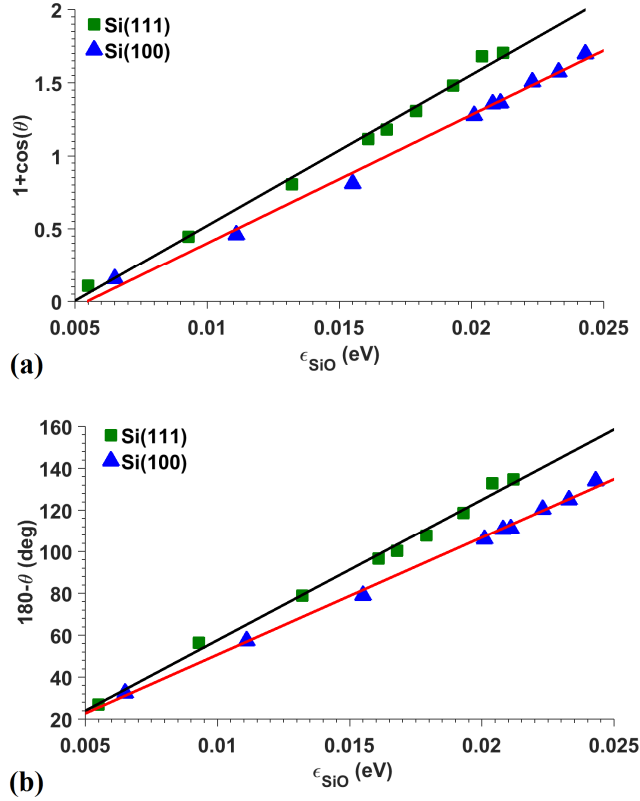 2
1.5
1
0.5
0
1+cos(θ)
Si(111)
Si(100)
0.005 0.01 0.015 0.02 0.025
ϵSiO (eV)
(a)
160
140
120
100
80
60
40
20
180-θ (deg)
Si(111)
Si(100)
0.005 0.01 0.015 0.02 0.025
ϵSiO (eV)
(b)